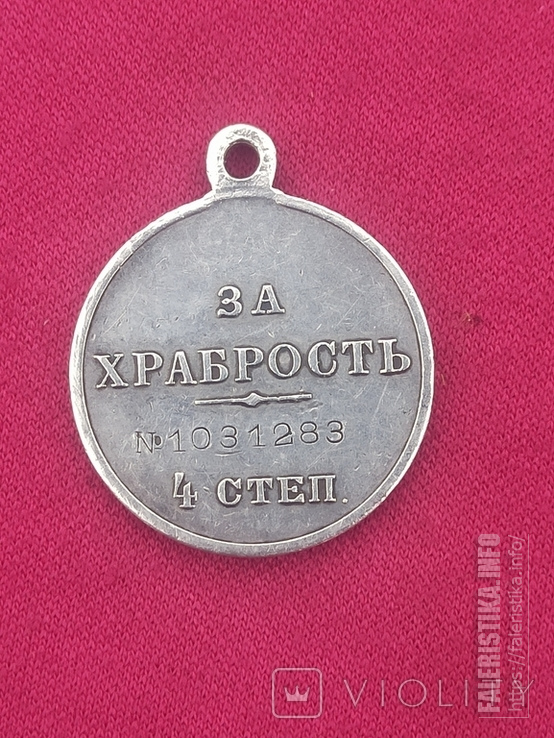 ЗА
ХРАБРОСТЬ
№1031283
4 СТЕП.
FALERISTIKA.INFO
https://faleristika.info/
VIOLITY